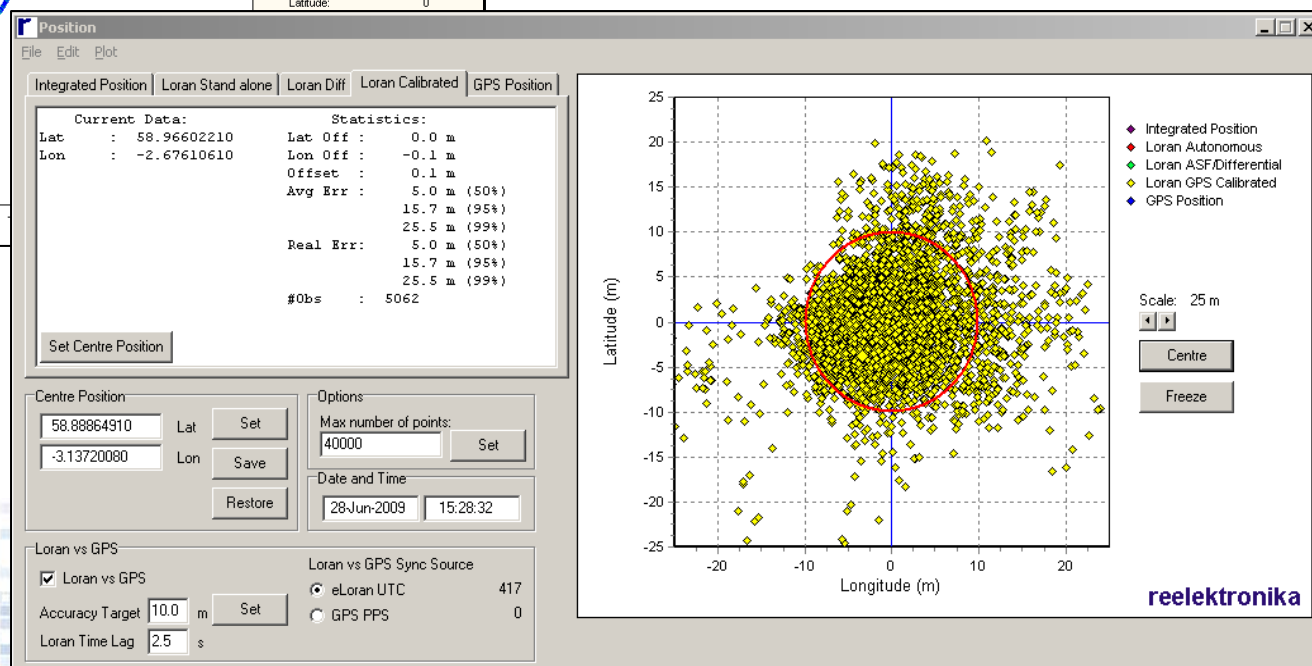 Latitude: 0
Position
File Edit Plot
Integrated Position Loran Stand alone Loran Diff Loran Calibrated GPS Position
Current Data: Statistics:
Lat : 58.96602210 Lat Off : 0.0 m
Lon : -2.67610610 Lon Off : -0.1 m
Offset : 0.1 m
Avg Err : 5.0 m (50%)
15.7 m (95%)
25.5 m (99%)
Real Err: 5.0 m (50%)
15.7 m (95%)
25.5 m (99%)
#Obs : 5062
Set Centre Position
Centre Position
58.88864910 Lat Set
-3.13720080 Lon Save
Restore
Options
Max number of points:
40000 Set
Date and Time
28-Jun-2009 15:28:32
Loran vs GPS
Loran vs GPS
Accuracy Target 10.0 m Set
Loran Time Lag 2.5 s
Loran vs GPS Sync Source
eLoran UTC 417
GPS PPS 0
25
20
15
10
5
0
-5
-10
-15
-20
-25
Latitude (m)
-20 -10 0 10 20
Longitude (m)
Integrated Position
Loran Autonomous
Loran ASF/Differential
Loran GPS Calibrated
GPS Position
Scale: 25 m
Centre
Freeze
reelektronika